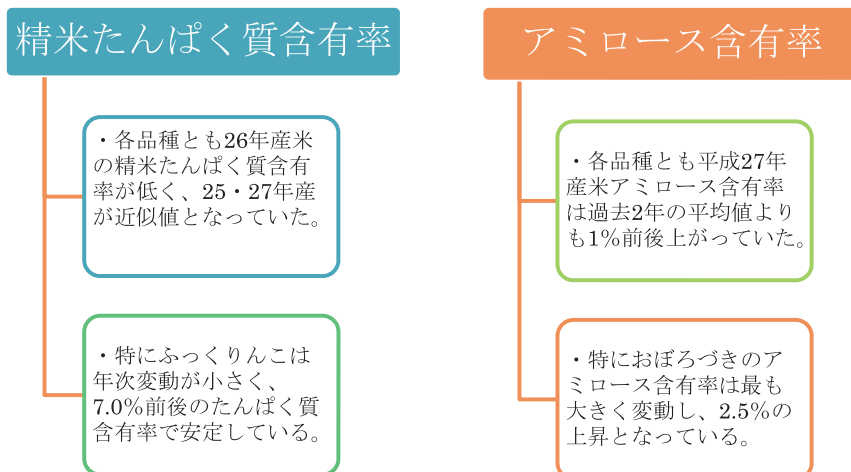 精米たんぱく質含有率
・各品種とも26年産米
の精米たんぱく質含有
率が低く、25・27年産
が近似値となっていた。
・特にふっくりんこは
年次変動が小さく、
7.0%前後のたんぱく質
含有率で安定している。
アミロース含有率
・各品種とも平成27年
産米アミロース含有率
は過去2年の平均値より
も1%前後上がっていた。
・特におぼろづきのア
ミロース含有率は最も
大きく変動し、2.5%の
上昇となっている。